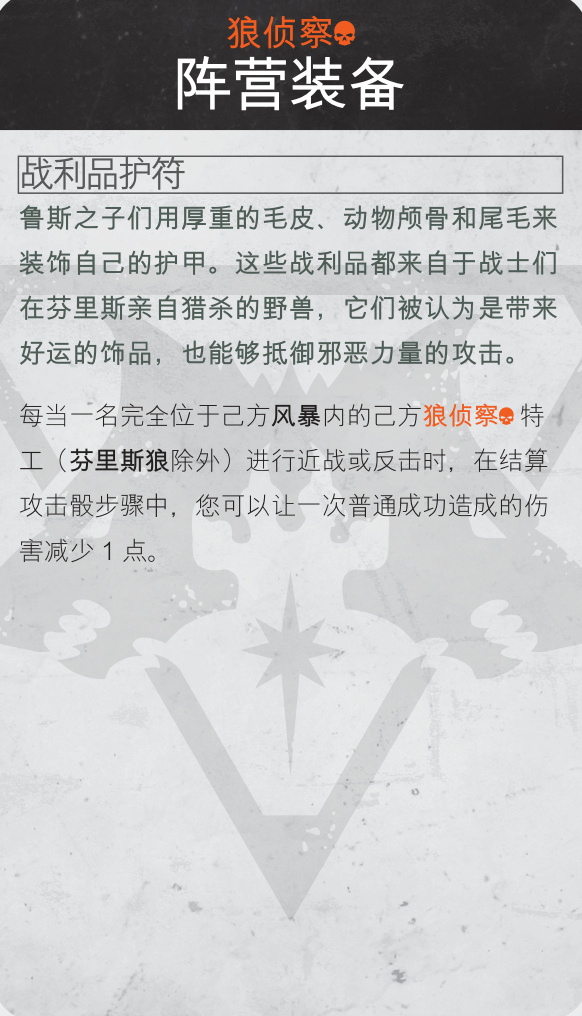 狼侦察
阵营装备
战利品护符
鲁斯之子们用厚重的毛皮、动物颅骨和尾毛来
装饰自己的护甲。这些战利品都来自于战士们
在芬里斯亲自猎杀的野兽，它们被认为是带来
好运的饰品，也能够抵御邪恶力量的攻击。
每当一名完全位于己方风暴内的己方狼侦察特
工（芬里斯狼除外）进行近战或反击时，在结算
攻击骰步骤中，您可以让一次普通成功造成的伤
害减少 1 点。